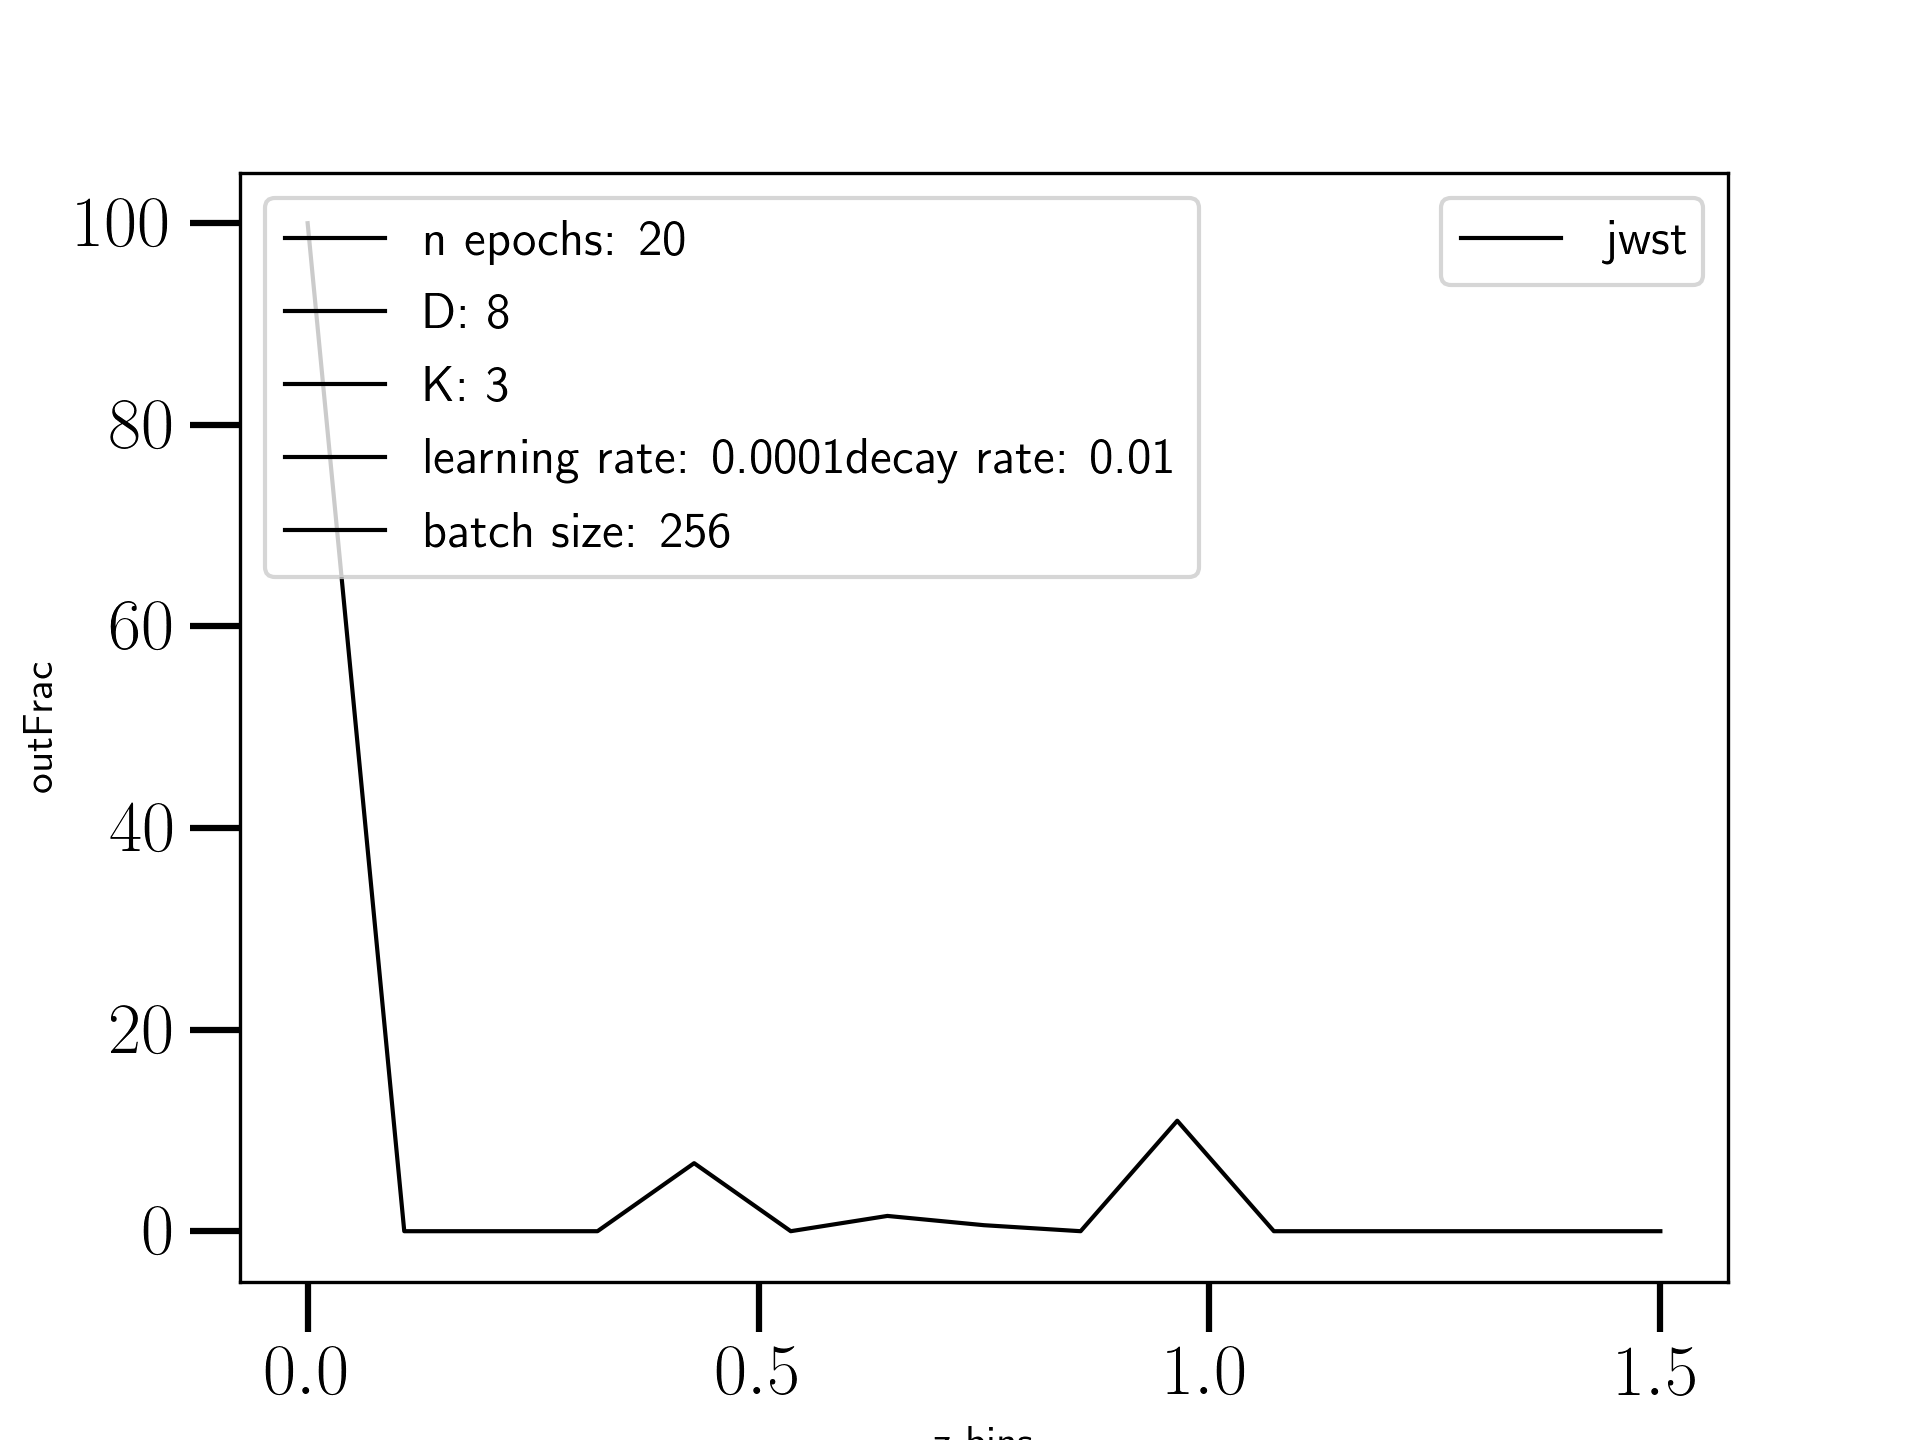 100
80
60
40
20
0
outFrac
n epochs: 20
D: 8
K: 3
learning rate: 0.0001decay rate: 0.01
batch size: 256
jwst
0.0
0.5
1.0
1.5
z bins